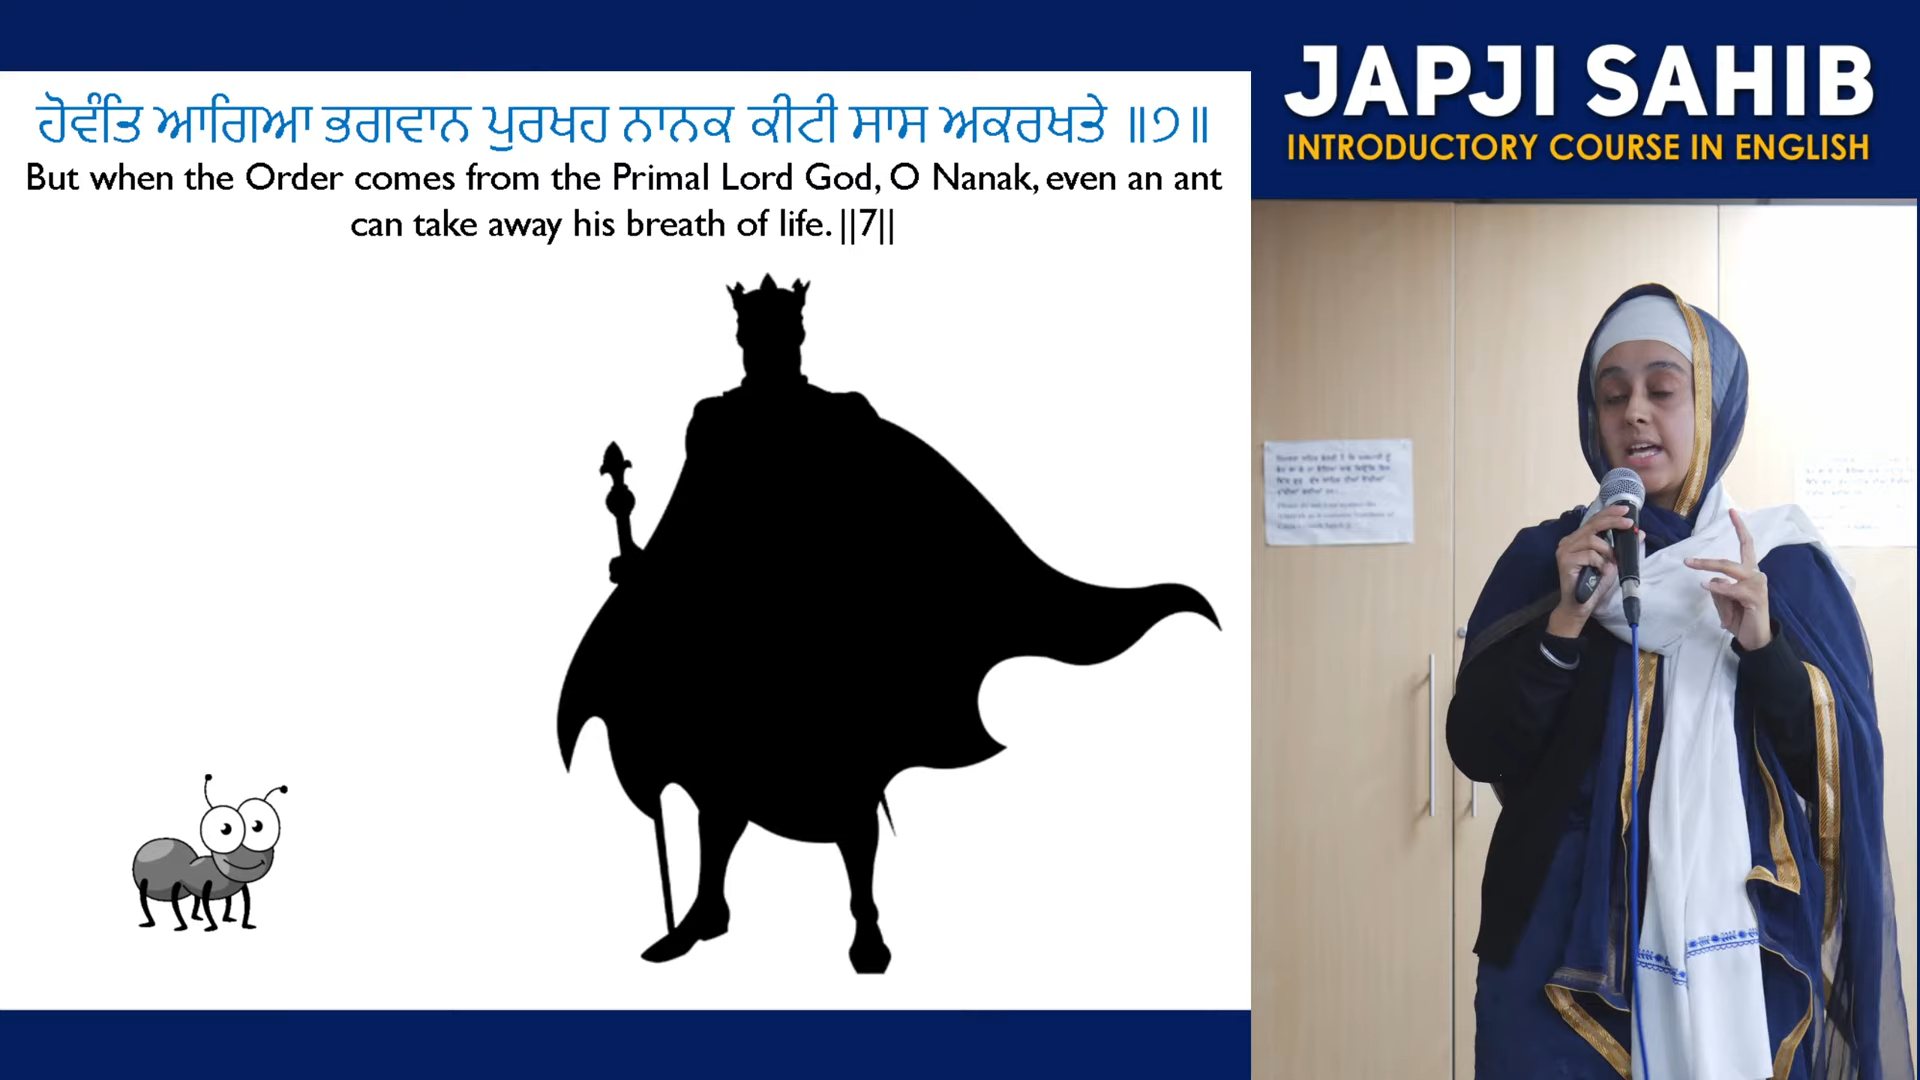 ਹੋਵੰਤਿ ਆਗਿਆ ਭਗਵਾਨ ਪੁਰਖਹ ਨਾਨਕ ਕੀਟੀ ਸਾਸ ਅਕਰਖਤੇ ॥੭॥
But when the Order comes from the Primal Lord God, O Nanak, even an ant
can take away his breath of life. ||7||
JAPJI SAHIB
INTRODUCTORY COURSE IN ENGLISH